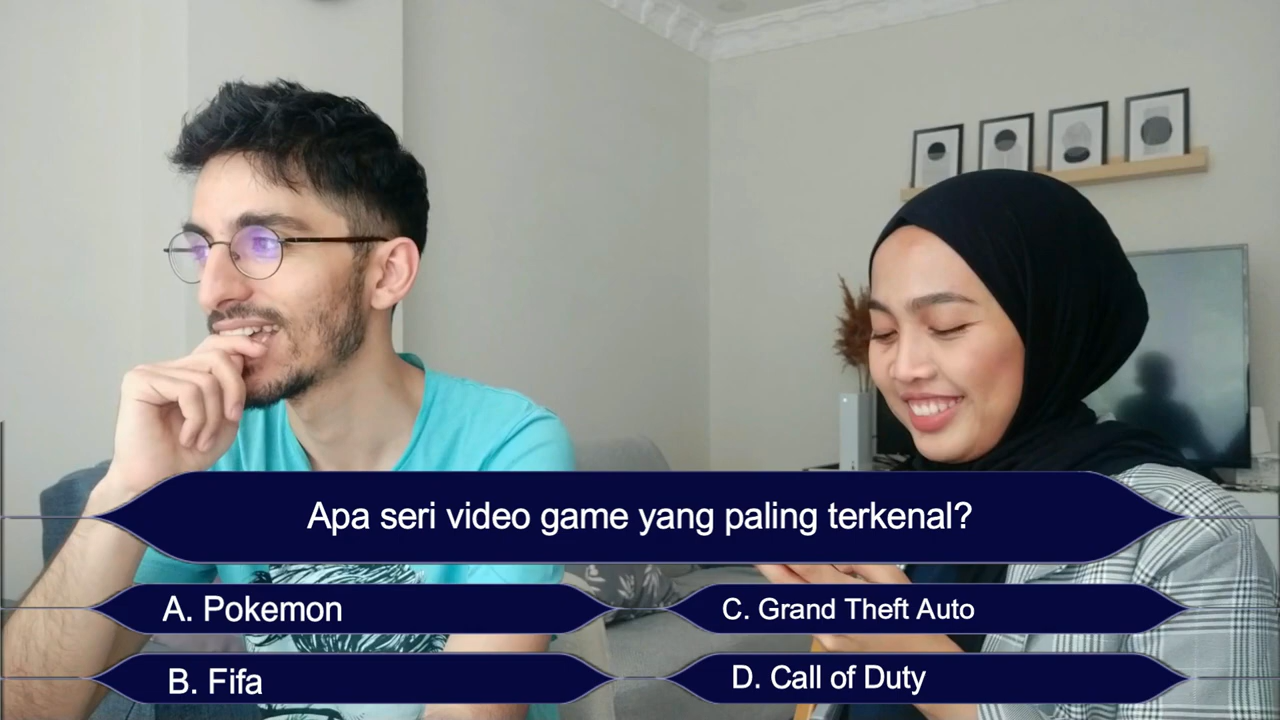 Apa seri video game yang paling terkenal?
A. Pokemon
C. Grand Theft Auto
B. Fifa
D. Call of Duty